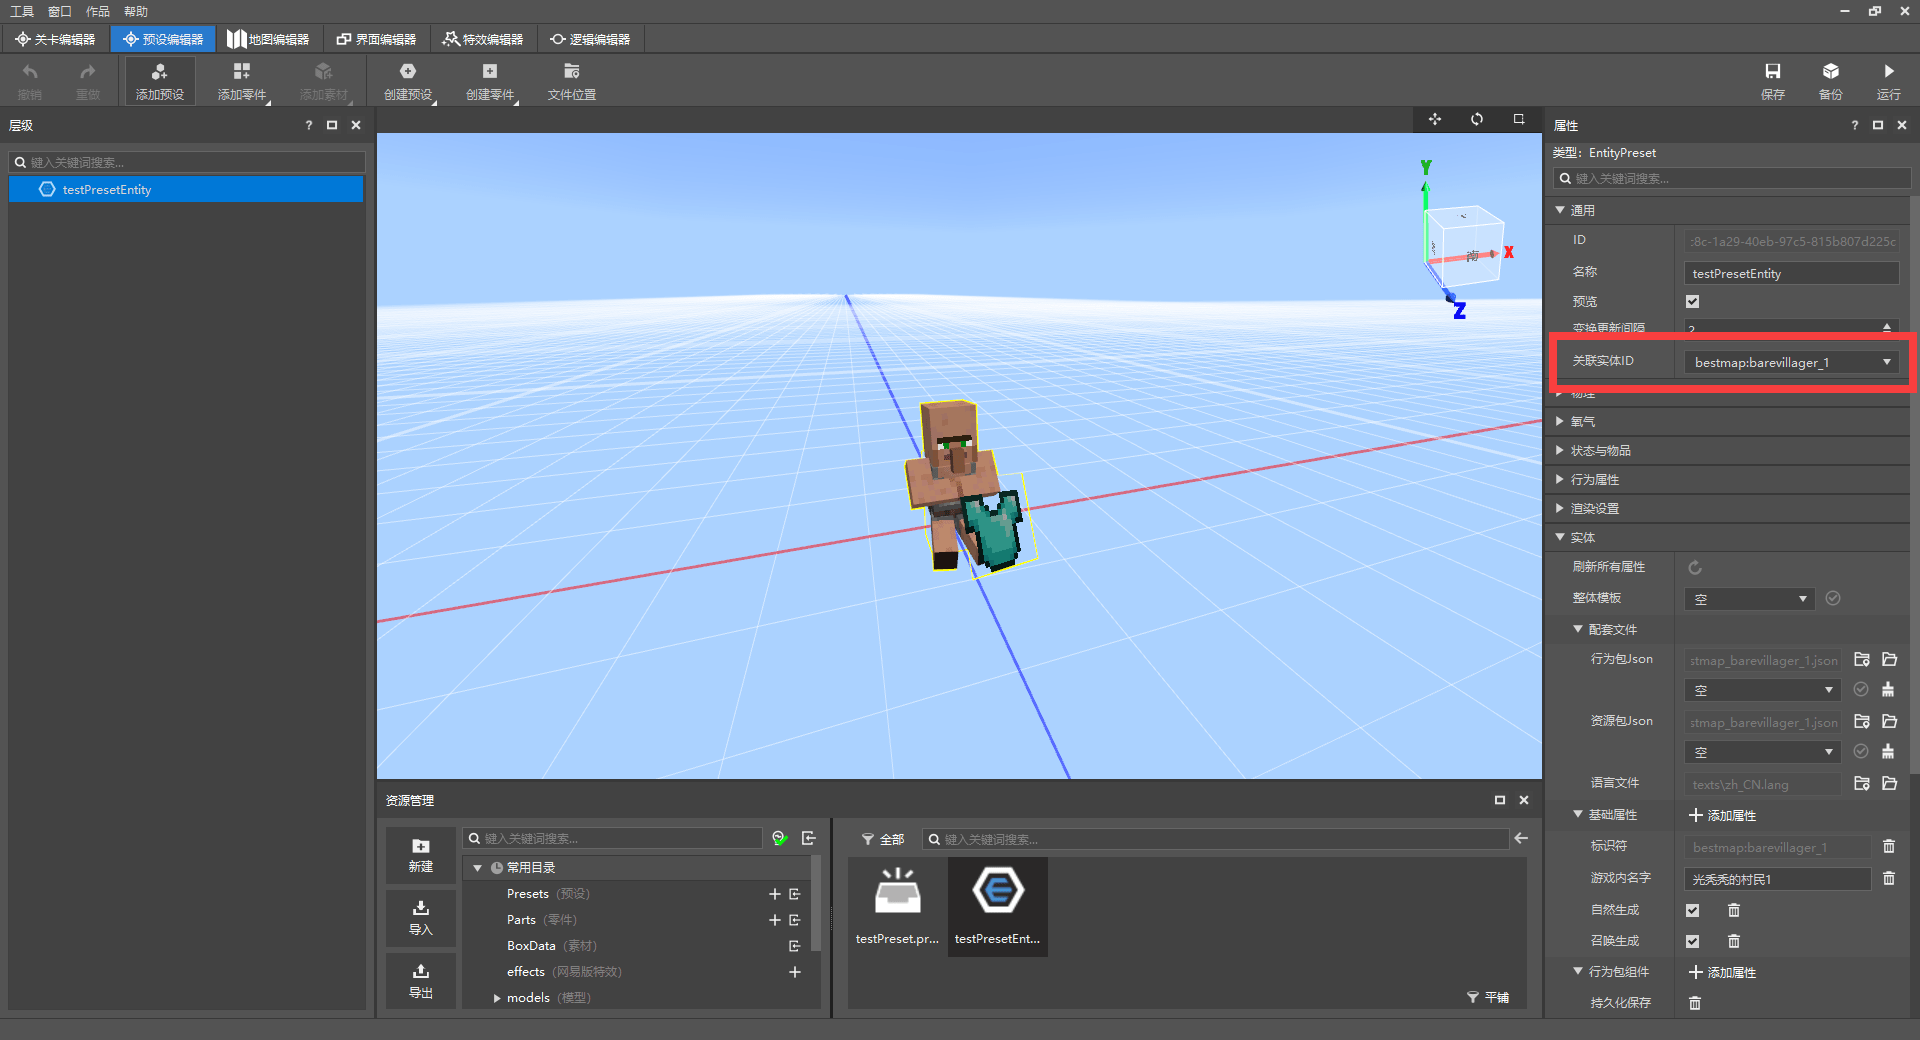 工具 窗口 作品 帮助
关卡编辑器 预设编辑器 地图编辑器 界面编辑器 特效编辑器 逻辑编辑器
撤销 重做 添加预设 添加零件 添加素材 创建预设 创建零件 文件位置 保存 备份 运行
层级 ?
键入关键词搜索...
testPresetEntity
Y
X
Z
南
资源管理
新建
导入
导出
键入关键词搜索...
常用目录
Presets (预设)
Parts (零件)
BoxData (素材)
effects (网易版特效)
models (模型)
全部
键入关键词搜索...
testPreset.pr...
testPresetEnt...
平铺
属性 ?
类型: EntityPreset
键入关键词搜索...
通用
ID :8c-1a29-40eb-97c5-815b807d225c
名称 testPresetEntity
预览
变换更新间隔 2
关联实体ID bestmap:barevillager_1
物理
氧气
状态与物品
行为属性
渲染设置
实体
刷新所有属性
整体模板 空
配套文件
行为包Json stmap_barevillager_1.json
空
资源包Json stmap_barevillager_1.json
空
语言文件 texts\zh_CN.lang
基础属性 添加属性
标识符 bestmap:barevillager_1
游戏内名字 光秃秃的村民1
自然生成
召唤生成
行为包组件 添加属性
持久化保存